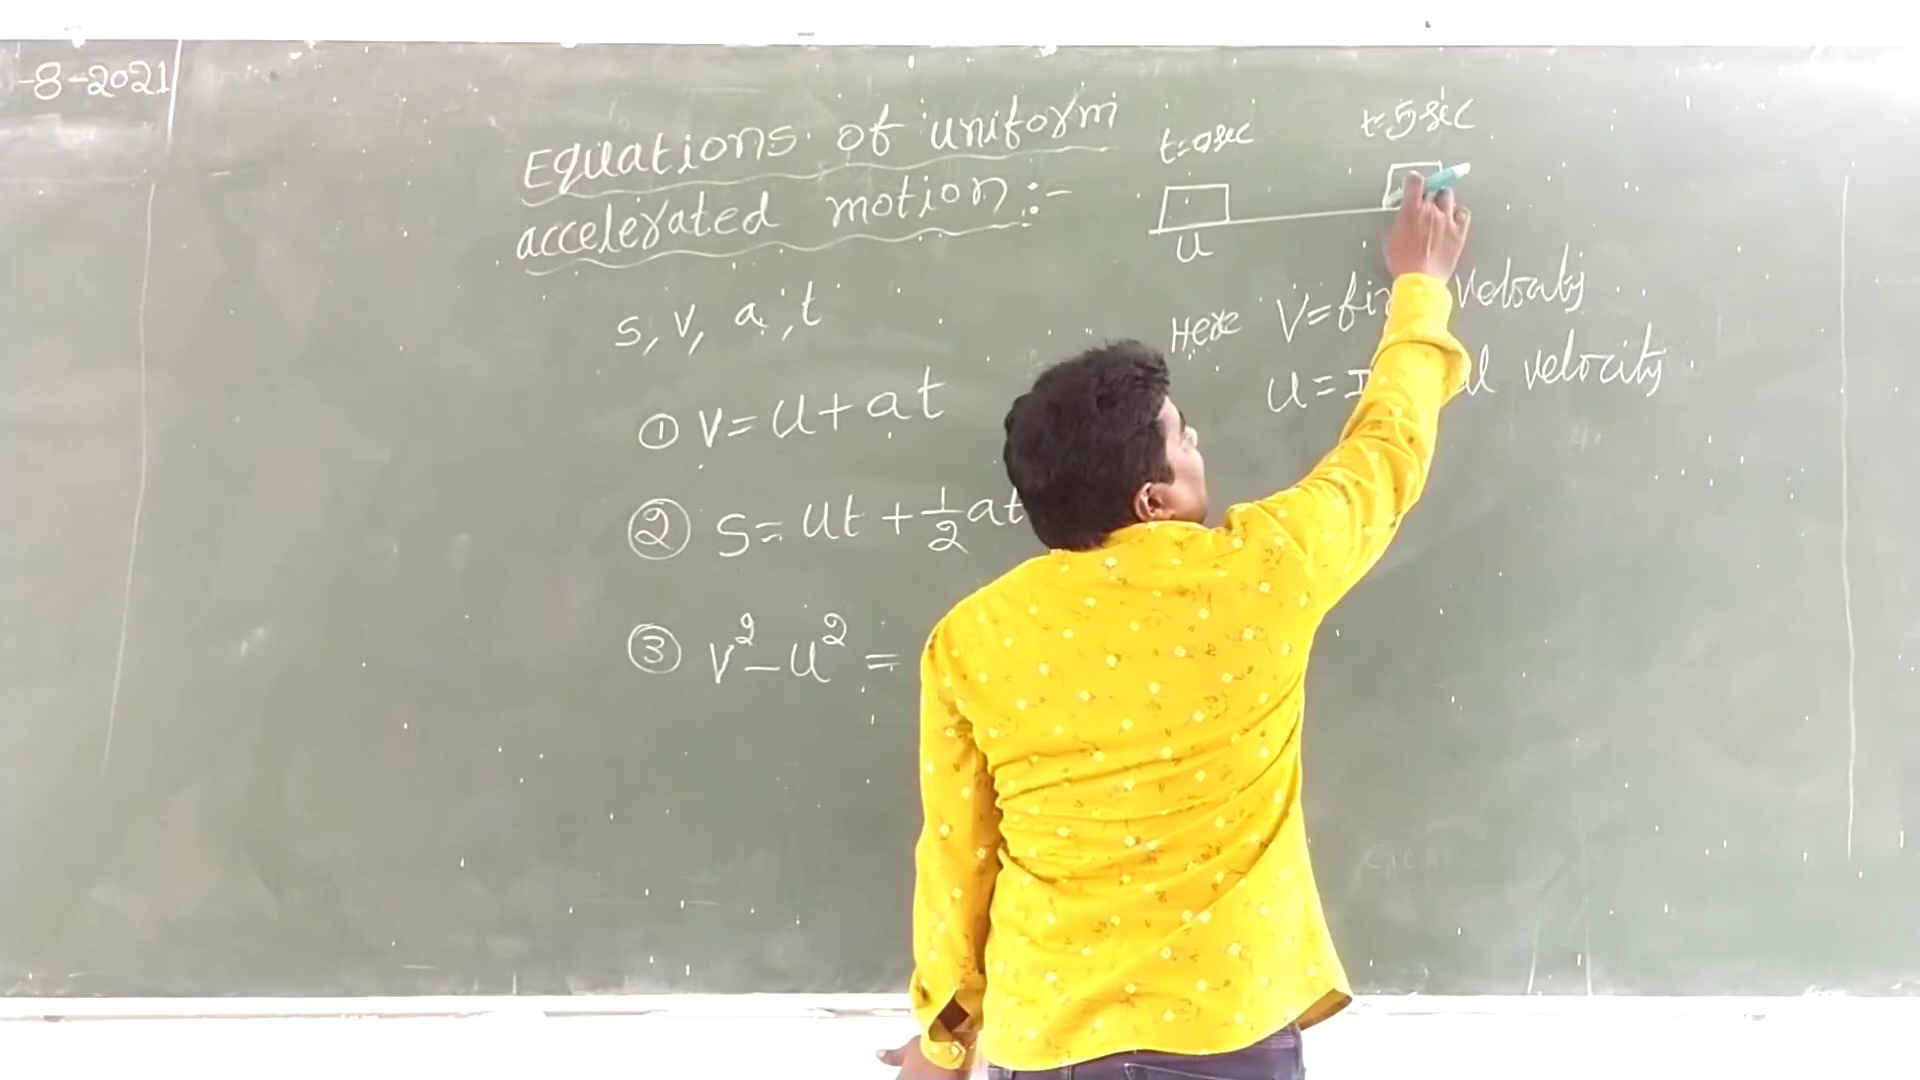 -8-2021
Equations of uniform
accelerated motion:-
s, v, a, t
① v=u+at
② S=ut+½at
③ v²-u²=
t=0sec
t=5sec
u
Here V=fi velocity
u=I l velocity